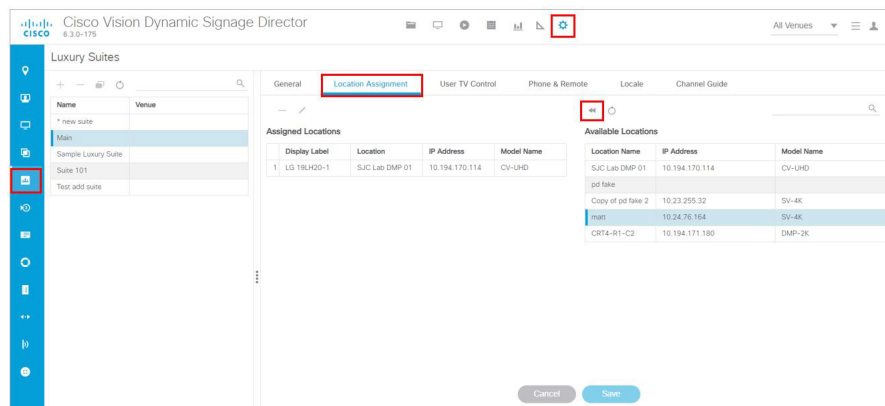 CISCO
Cisco Vision Dynamic Signage Director
6.3.0-175
All Venues
Luxury Suites
Name Venue
* new suite
Main
Sample Luxury Suite
Suite 101
Test add suite
General Location Assignment User TV Control Phone & Remote Locale Channel Guide
Assigned Locations
Display Label Location IP Address Model Name
1 LG 19LH20-1 SJC Lab DMP 01 10.194.170.114 CV-UHD
Available Locations
Location Name IP Address Model Name
SJC Lab DMP 01 10.194.170.114 CV-UHD
pd fake
Copy of pd fake 2 10.23.255.32 SV-4K
matt 10.24.76.164 SV-4K
CRT4-R1-C2 10.194.171.180 DMP-2K
Cancel Save